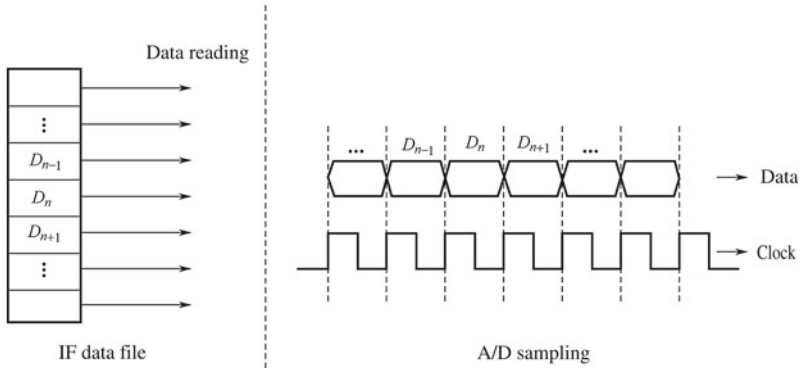 Data reading
...
D_{n-1}
D_n
D_{n+1}
...
IF data file
... D_{n-1} D_n D_{n+1} ...
Data
Clock
A/D sampling